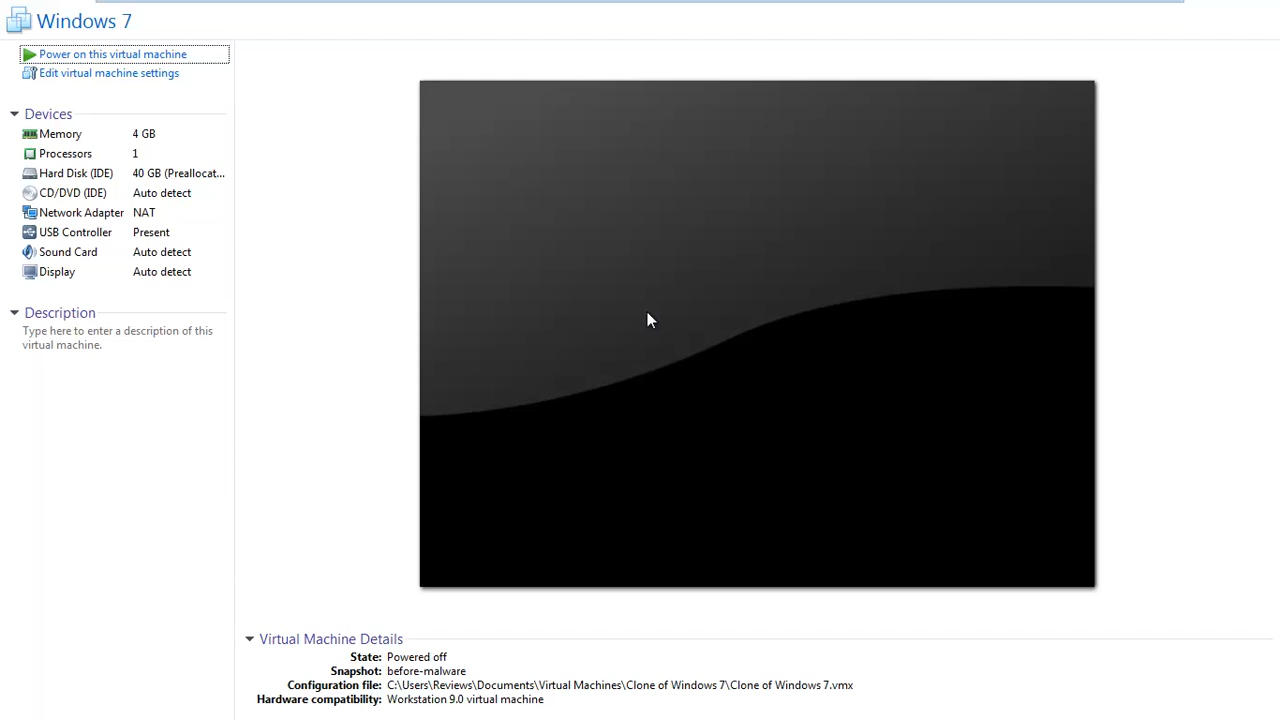 Windows 7
Power on this virtual machine
Edit virtual machine settings
Devices
Memory 4 GB
Processors 1
Hard Disk (IDE) 40 GB (Preallocat...
CD/DVD (IDE) Auto detect
Network Adapter NAT
USB Controller Present
Sound Card Auto detect
Display Auto detect
Description
Type here to enter a description of this
virtual machine.
Virtual Machine Details
State: Powered off
Snapshot: before-malware
Configuration file: C:\Users\Reviews\Documents\Virtual Machines\Clone of Windows 7\Clone of Windows 7.vmx
Hardware compatibility: Workstation 9.0 virtual machine